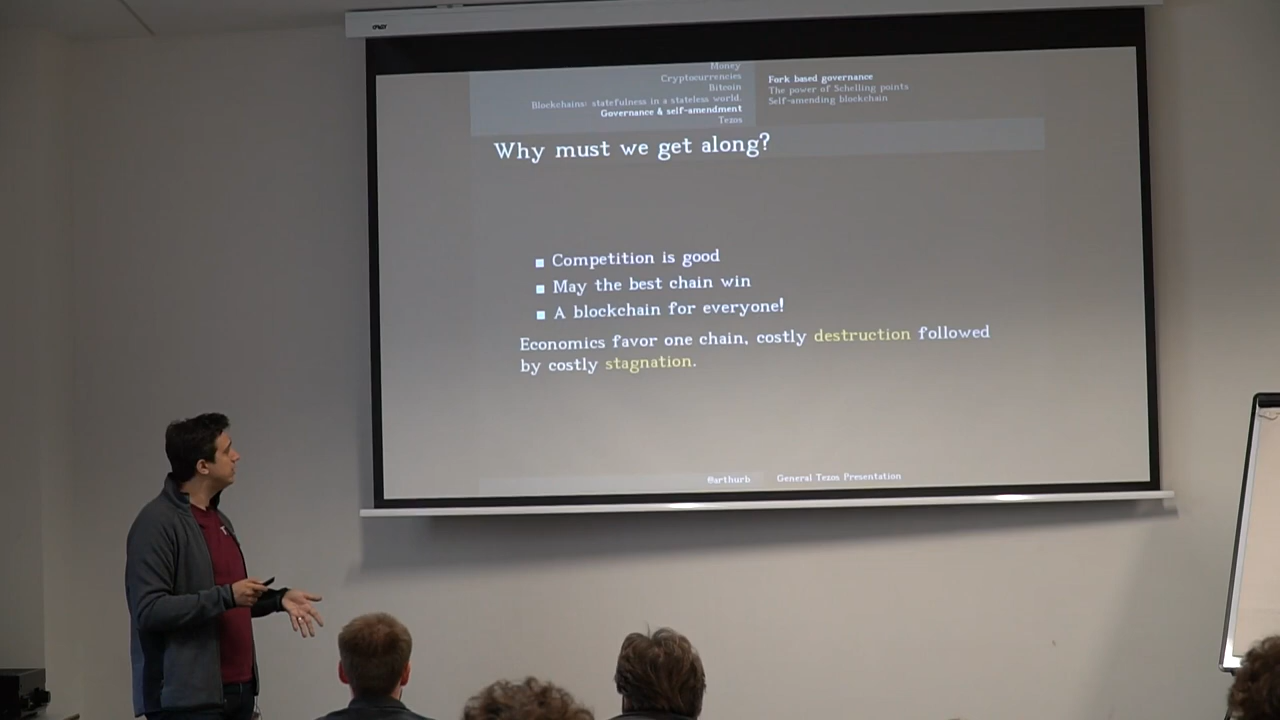 Money
Cryptocurrencies
Bitcoin
Blockchains: statefulness in a stateless world.
Governance & self-amendment
Tezos
Fork based governance
The power of Schelling points
Self-amending blockchain
Why must we get along?
Competition is good
May the best chain win
A blockchain for everyone!
Economics favor one chain, costly destruction followed
by costly stagnation.
@arthurb
General Tezos Presentation